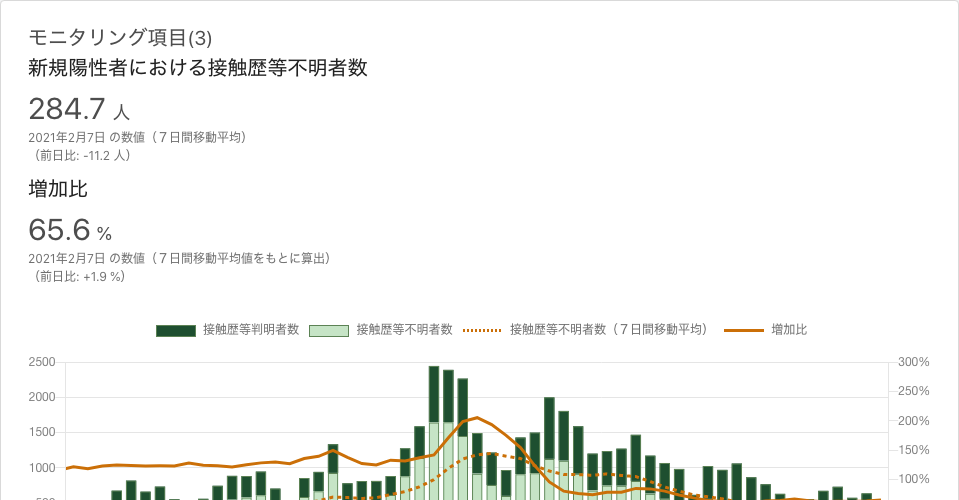 モニタリング項目(3)
新規陽性者における接触歴等不明者数
284.7 人
2021年2月7日 の数値（７日間移動平均）
（前日比: -11.2 人）
増加比
65.6 %
2021年2月7日 の数値（７日間移動平均値をもとに算出）
（前日比: +1.9 %）
接触歴等判明者数 接触歴等不明者数 接触歴等不明者数（７日間移動平均） 増加比
2500 300%
250%
2000
200%
1500
150%
1000
100%